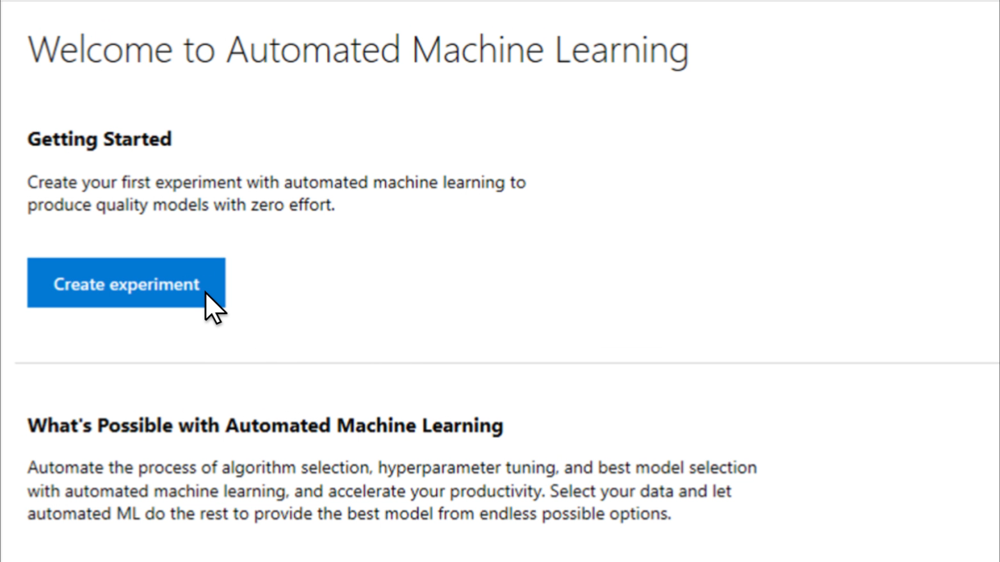 Welcome to Automated Machine Learning
Getting Started
Create your first experiment with automated machine learning to
produce quality models with zero effort.
Create experiment
What's Possible with Automated Machine Learning
Automate the process of algorithm selection, hyperparameter tuning, and best model selection
with automated machine learning, and accelerate your productivity. Select your data and let
automated ML do the rest to provide the best model from endless possible options.